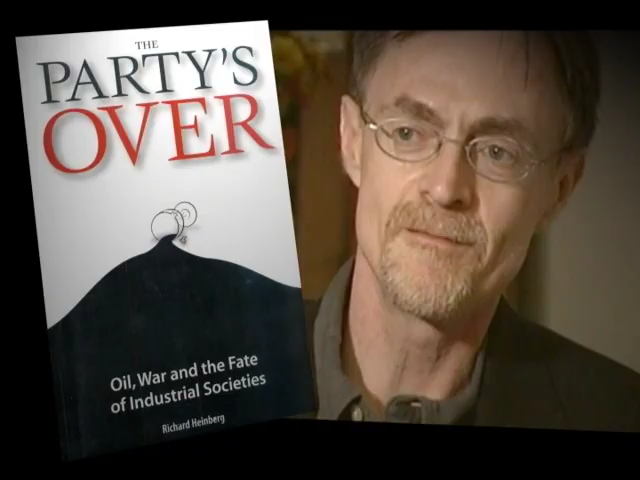 THE
PARTY'S
OVER
Oil, War and the Fate
of Industrial Societies
Richard Heinberg